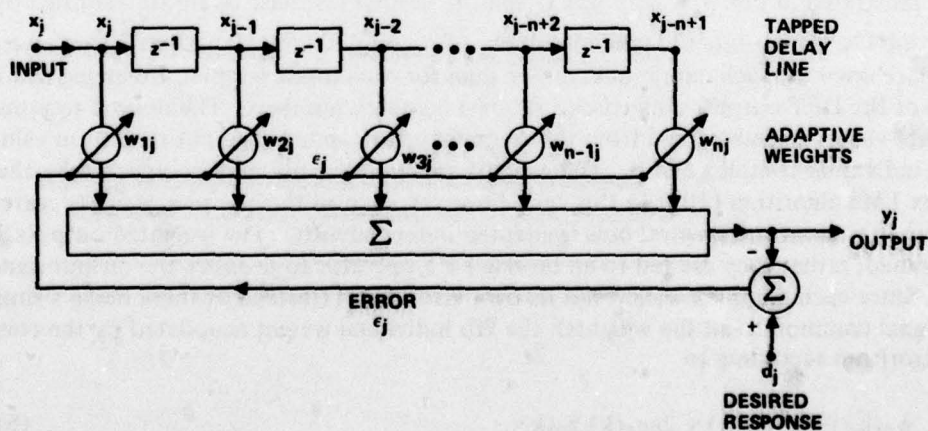 x_j x_j x_{j-1} x_{j-2} x_{j-n+2} x_{j-n+1}
INPUT z^{-1} z^{-1} ••• z^{-1} TAPPED DELAY LINE
w_{1j} w_{2j} ε_j w_{3j} ••• w_{n-1j} w_{nj} ADAPTIVE WEIGHTS
Σ
y_j
OUTPUT
−
Σ
ERROR
ε_j
+
d_j
DESIRED
RESPONSE